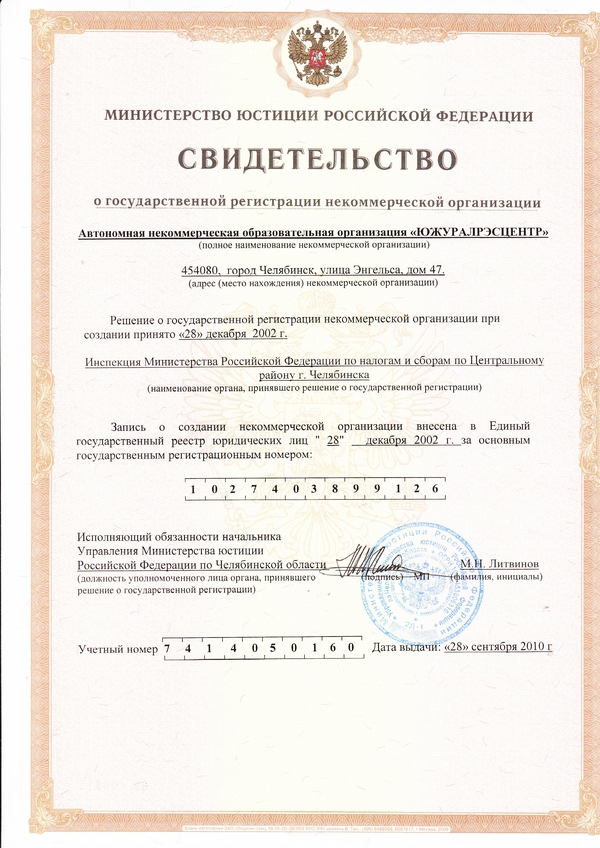 МИНИСТЕРСТВО ЮСТИЦИИ РОССИЙСКОЙ ФЕДЕРАЦИИ
СВИДЕТЕЛЬСТВО
о государственной регистрации некоммерческой организации
Автономная некоммерческая образовательная организация «ЮЖУРАЛРЭСЦЕНТР»
(полное наименование некоммерческой организации)
454080, город Челябинск, улица Энгельса, дом 47.
(адрес (место нахождения) некоммерческой организации)
Решение о государственной регистрации некоммерческой организации при
создании принято «28» декабря 2002 г.
Инспекция Министерства Российской Федерации по налогам и сборам по Центральному
району г. Челябинска
(наименование органа, принявшего решение о государственной регистрации)
Запись о создании некоммерческой организации внесена в Единый
государственный реестр юридических лиц " 28" декабря 2002 г. за основным
государственным регистрационным номером:
1 0 2 7 4 0 3 8 9 9 1 2 6
Исполняющий обязанности начальника
Управления Министерства юстиции
Российской Федерации по Челябинской области (подпись) МП М.Н. Литвинов
(должность уполномоченного лица органа, принявшего (фамилия, инициалы)
решение о государственной регистрации)
Учетный номер 7 4 1 4 0 5 0 1 6 0 Дата выдачи: «28» сентября 2010 г